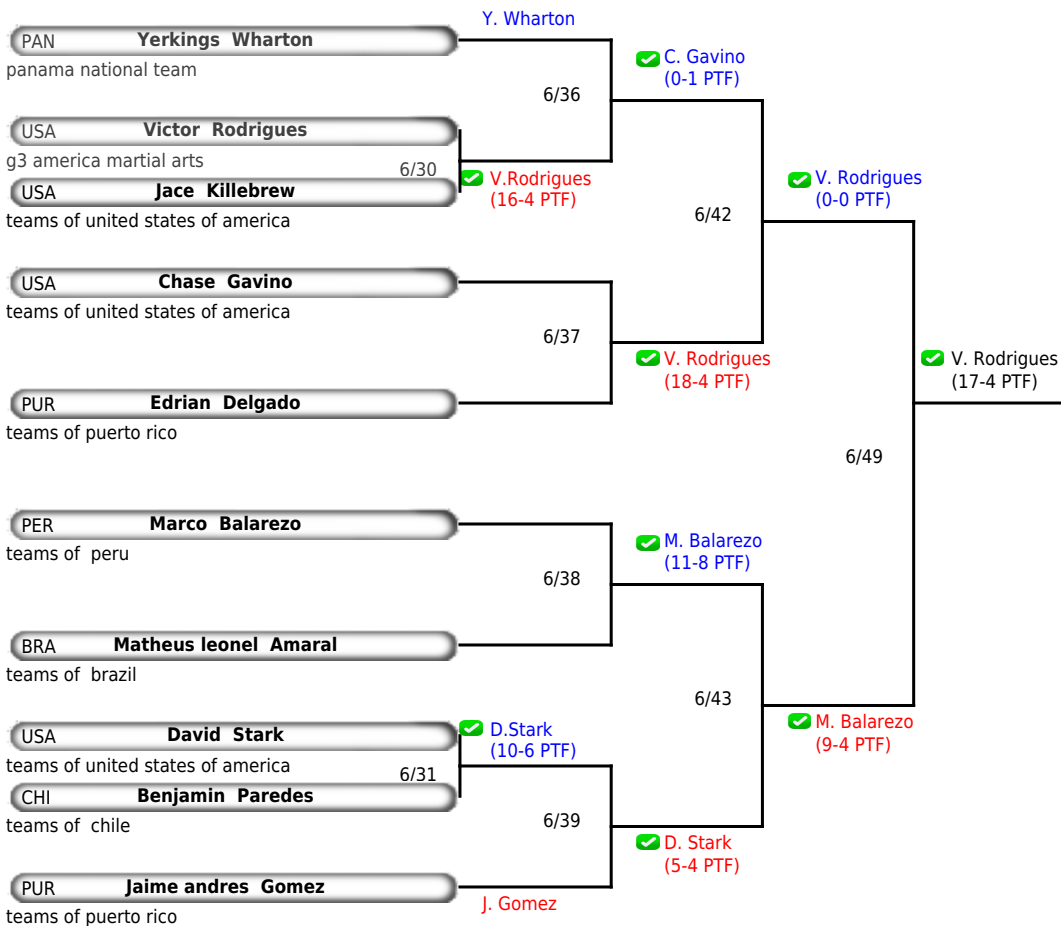 Y. Wharton
PAN Yerkings Wharton
panama national team
C. Gavino
(0-1 PTF)
6/36
USA Victor Rodrigues
g3 america martial arts
6/30
V.Rodrigues
(16-4 PTF)
USA Jace Killebrew
teams of united states of america
V. Rodrigues
(0-0 PTF)
6/42
USA Chase Gavino
teams of united states of america
6/37
V. Rodrigues
(18-4 PTF)
V. Rodrigues
(17-4 PTF)
PUR Edrian Delgado
teams of puerto rico
6/49
PER Marco Balarezo
teams of peru
M. Balarezo
(11-8 PTF)
6/38
BRA Matheus leonel Amaral
teams of brazil
6/43
USA David Stark
teams of united states of america
D.Stark
(10-6 PTF)
M. Balarezo
(9-4 PTF)
6/31
CHI Benjamin Paredes
teams of chile
6/39
D. Stark
(5-4 PTF)
PUR Jaime andres Gomez
teams of puerto rico
J. Gomez